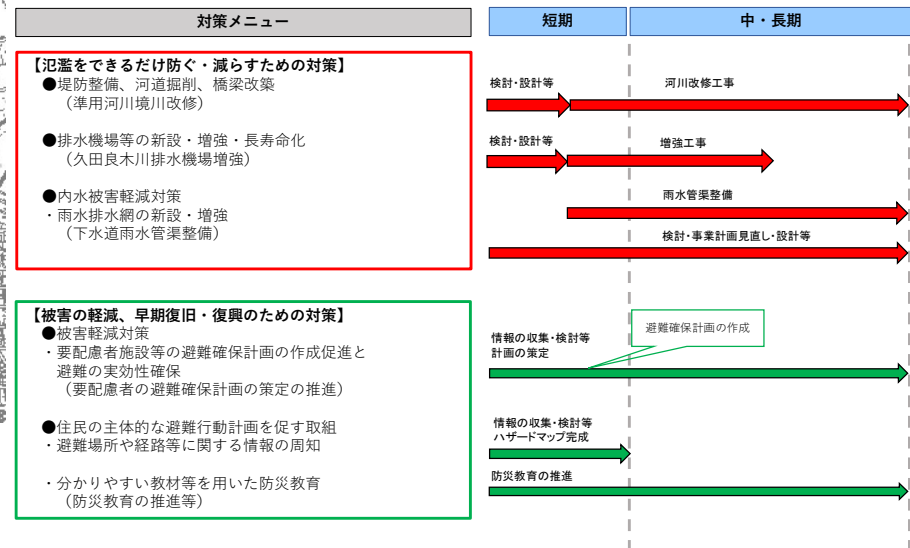 対策メニュー
短期
中・長期
【氾濫をできるだけ防ぐ・減らすための対策】
●堤防整備、河道掘削、橋梁改築
（準用河川境川改修）
検討・設計等
河川改修工事
●排水機場等の新設・増強・長寿命化
（久田良木川排水機場増強）
検討・設計等
増強工事
●内水被害軽減対策
・雨水排水網の新設・増強
（下水道雨水管渠整備）
雨水管渠整備
検討・事業計画見直し・設計等
【被害の軽減、早期復旧・復興のための対策】
●被害軽減対策
・要配慮者施設等の避難確保計画の作成促進と
避難の実効性確保
（要配慮者の避難確保計画の策定の推進）
情報の収集・検討等
計画の策定
避難確保計画の作成
●住民の主体的な避難行動計画を促す取組
・避難場所や経路等に関する情報の周知
情報の収集・検討等
ハザードマップ完成
・分かりやすい教材等を用いた防災教育
（防災教育の推進等）
防災教育の推進